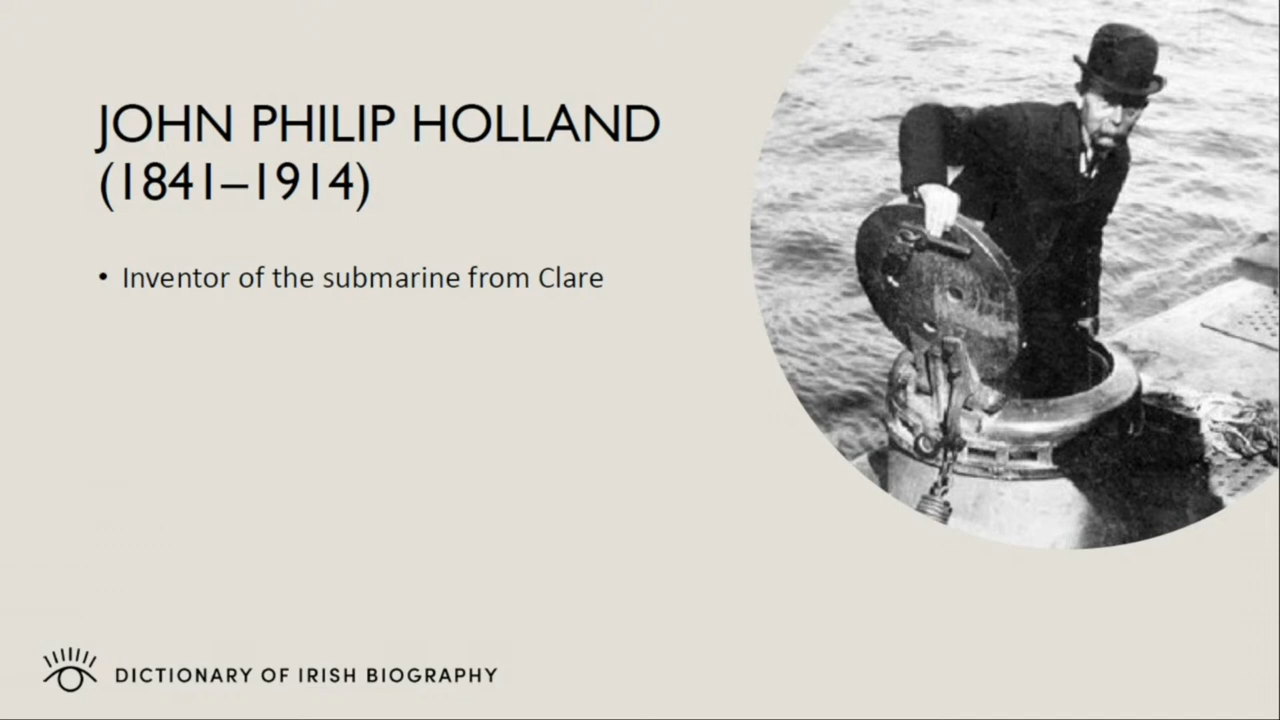 JOHN PHILIP HOLLAND
(1841–1914)
• Inventor of the submarine from Clare
DICTIONARY OF IRISH BIOGRAPHY